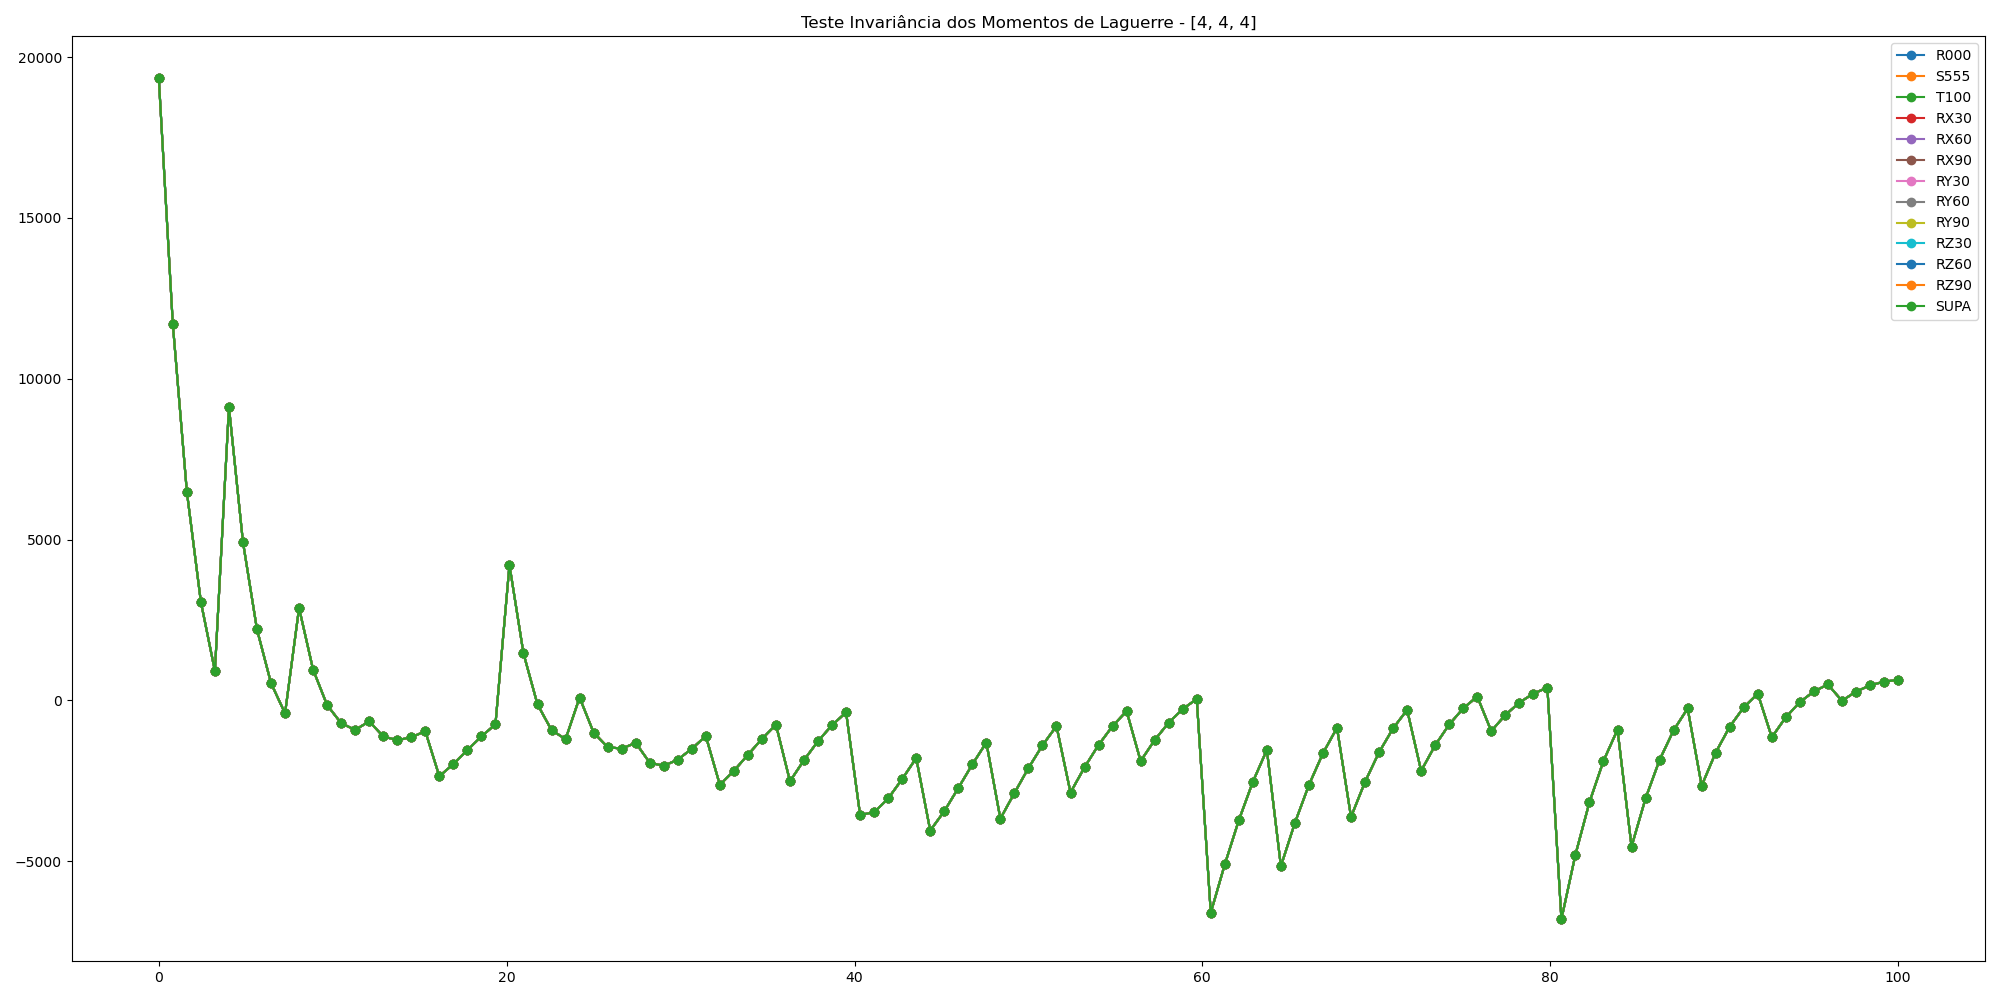 Teste Invariância dos Momentos de Laguerre - [4, 4, 4]
20000
15000
10000
5000
0
−5000
0
20
40
60
80
100
R000
S555
T100
RX30
RX60
RX90
RY30
RY60
RY90
RZ30
RZ60
RZ90
SUPA